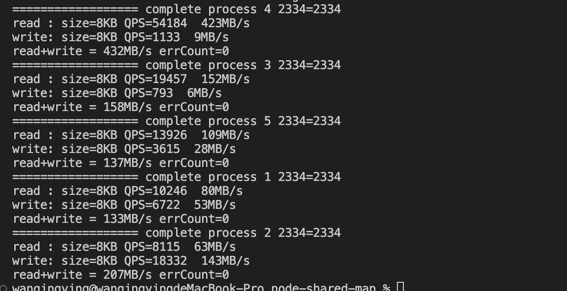 ================== complete process 4 2334=2334
read : size=8KB QPS=54184  423MB/s
write: size=8KB QPS=1133  9MB/s
read+write = 432MB/s errCount=0
================== complete process 3 2334=2334
read : size=8KB QPS=19457  152MB/s
write: size=8KB QPS=793  6MB/s
read+write = 158MB/s errCount=0
================== complete process 5 2334=2334
read : size=8KB QPS=13926  109MB/s
write: size=8KB QPS=3615  28MB/s
read+write = 137MB/s errCount=0
================== complete process 1 2334=2334
read : size=8KB QPS=10246  80MB/s
write: size=8KB QPS=6722  53MB/s
read+write = 133MB/s errCount=0
================== complete process 2 2334=2334
read : size=8KB QPS=8115  63MB/s
write: size=8KB QPS=18332  143MB/s
read+write = 207MB/s errCount=0
wangingying@wangingyingdeMacBook-Pro node-shared-map %